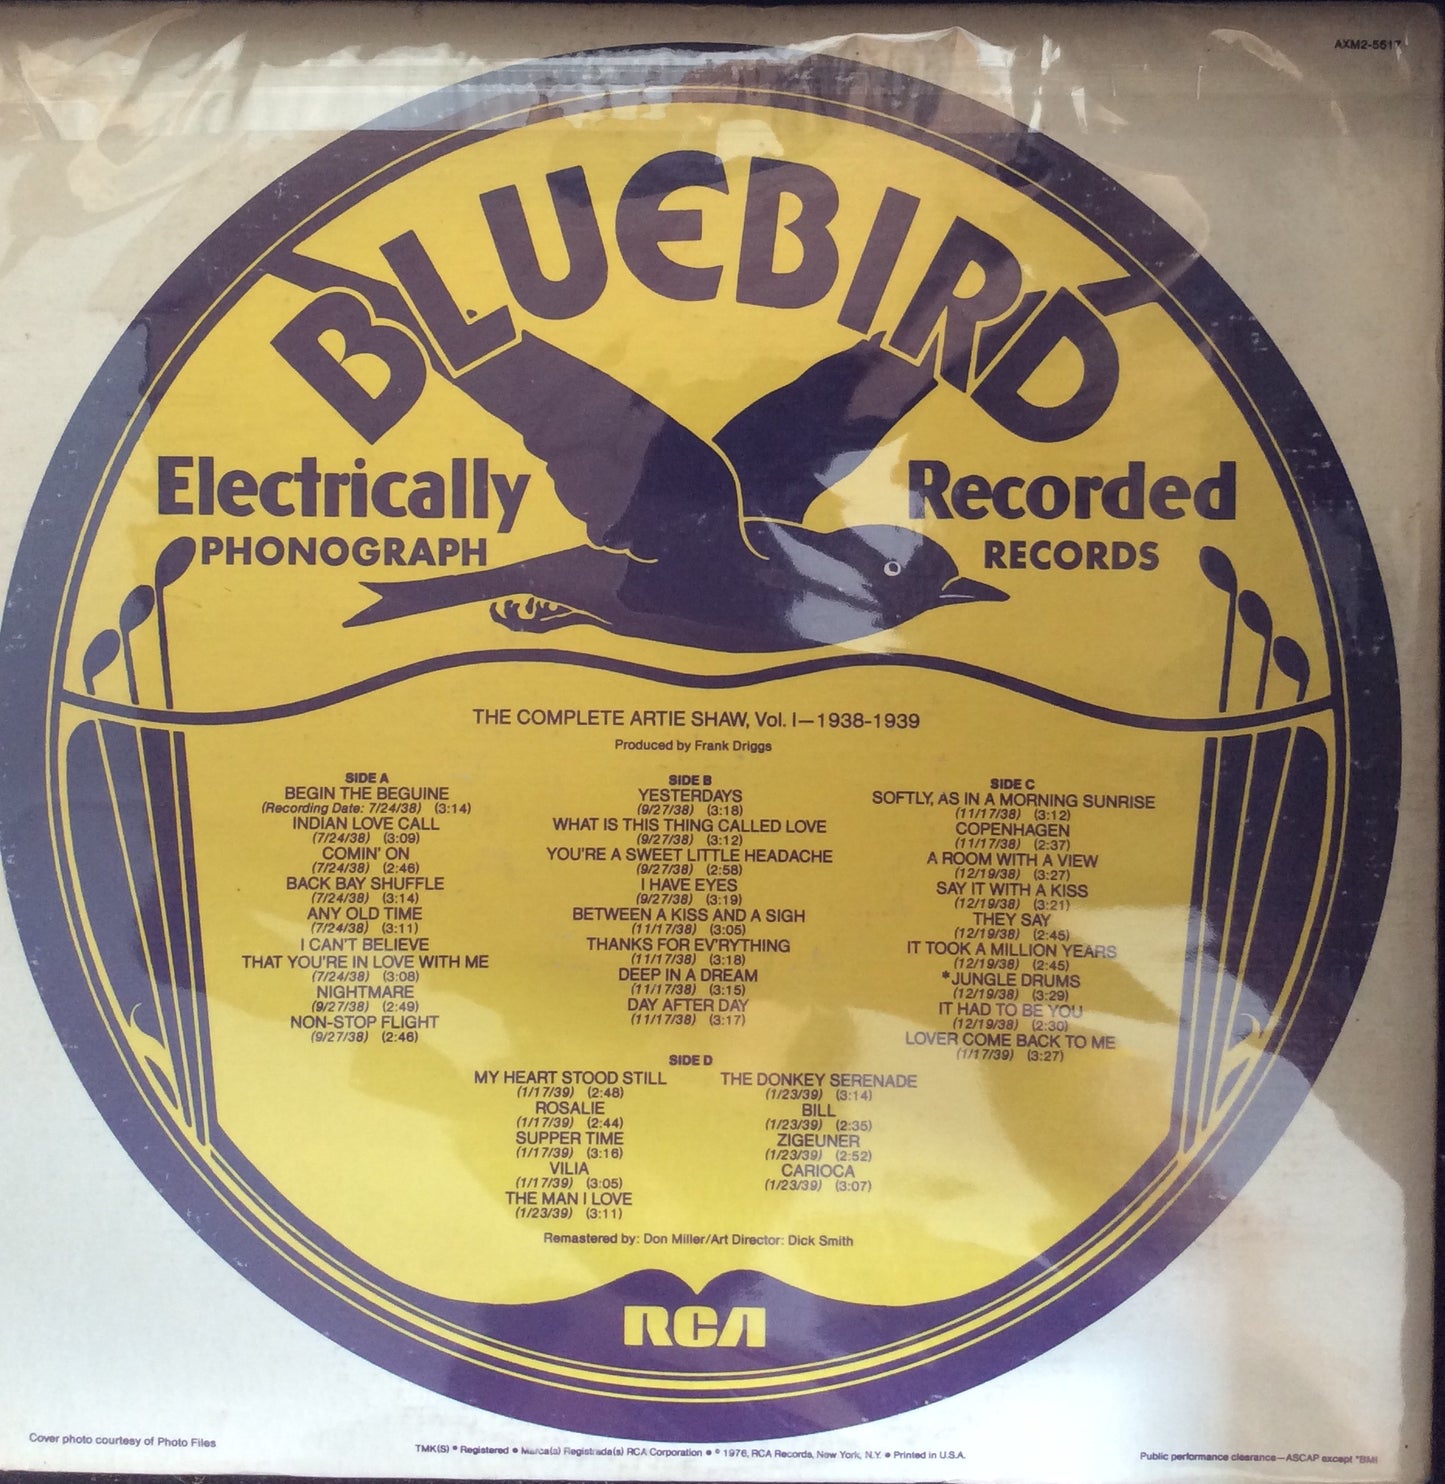 AXM2-5517
BLUEBIRD
Electrically Recorded
PHONOGRAPH RECORDS
THE COMPLETE ARTIE SHAW, Vol. I—1938-1939
Produced by Frank Driggs
SIDE A
BEGIN THE BEGUINE
(Recording Date: 7/24/38) (3:14)
INDIAN LOVE CALL
(7/24/38) (3:09)
COMIN' ON
(7/24/38) (2:46)
BACK BAY SHUFFLE
(7/24/38) (3:14)
ANY OLD TIME
(7/24/38) (3:11)
I CAN'T BELIEVE
THAT YOU'RE IN LOVE WITH ME
(7/24/38) (3:08)
NIGHTMARE
(9/27/38) (2:49)
NON-STOP FLIGHT
(9/27/38) (2:46)
SIDE B
YESTERDAYS
(9/27/38) (3:18)
WHAT IS THIS THING CALLED LOVE
(9/27/38) (3:12)
YOU'RE A SWEET LITTLE HEADACHE
(9/27/38) (2:58)
I HAVE EYES
(9/27/38) (3:19)
BETWEEN A KISS AND A SIGH
(11/17/38) (3:05)
THANKS FOR EV'RYTHING
(11/17/38) (3:18)
DEEP IN A DREAM
(11/17/38) (3:15)
DAY AFTER DAY
(11/17/38) (3:17)
SIDE C
SOFTLY, AS IN A MORNING SUNRISE
(11/17/38) (3:12)
COPENHAGEN
(11/17/38) (2:37)
A ROOM WITH A VIEW
(12/19/38) (3:27)
SAY IT WITH A KISS
(12/19/38) (3:21)
THEY SAY
(12/19/38) (2:45)
IT TOOK A MILLION YEARS
(12/19/38) (2:45)
*JUNGLE DRUMS
(12/19/38) (3:29)
IT HAD TO BE YOU
(12/19/38) (2:30)
LOVER COME BACK TO ME
(1/17/39) (3:27)
SIDE D
MY HEART STOOD STILL
(1/17/39) (2:48)
ROSALIE
(1/17/39) (2:44)
SUPPER TIME
(1/17/39) (3:16)
VILIA
(1/17/39) (3:05)
THE MAN I LOVE
(1/23/39) (3:11)
THE DONKEY SERENADE
(1/23/39) (3:14)
BILL
(1/23/39) (2:35)
ZIGEUNER
(1/23/39) (2:52)
CARIOCA
(1/23/39) (3:07)
Remastered by: Don Miller/Art Director: Dick Smith
RCA
Cover photo courtesy of Photo Files
TMK(S) ® Registered • Marca(s) Registrada(s) RCA Corporation • ℗ 1976, RCA Records, New York, N.Y. • Printed in U.S.A.
Public performance clearance—ASCAP except *BMI